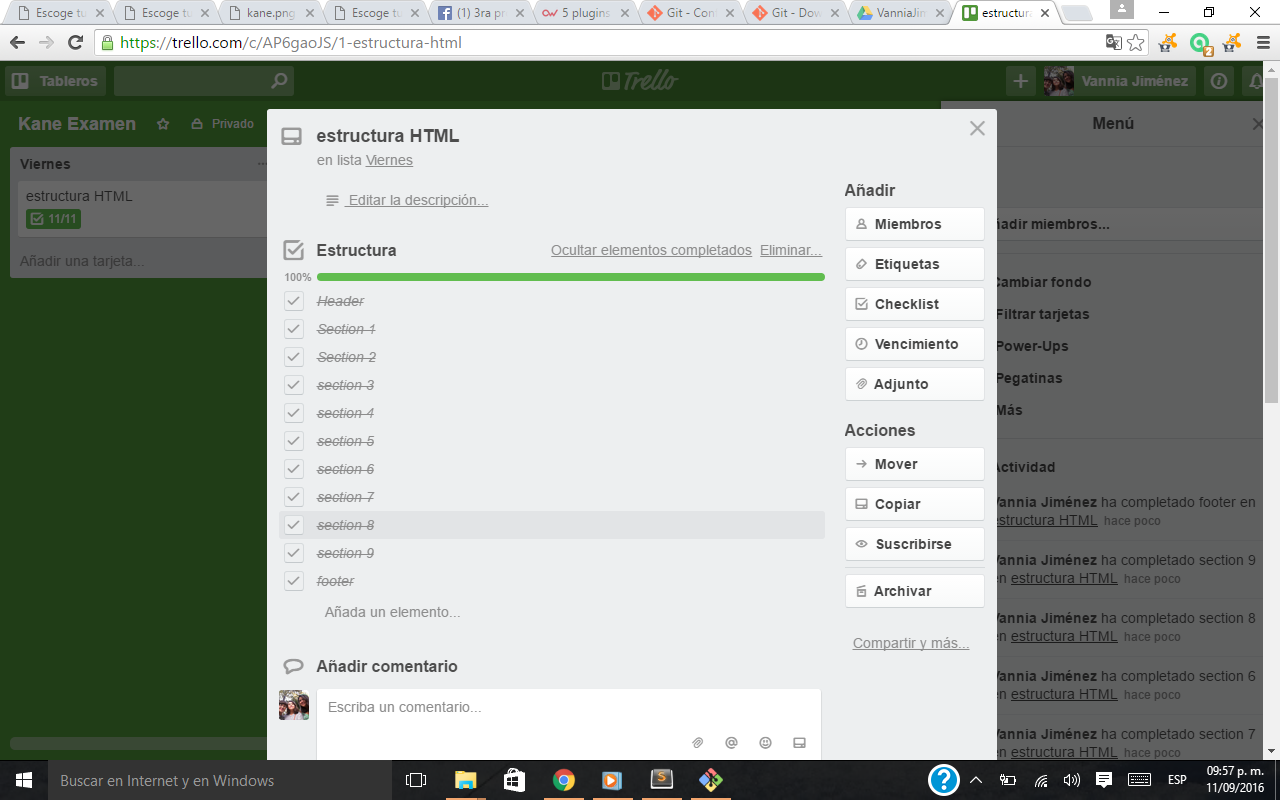 Escoge tu
Escoge tu
kane.png
Escoge tu
(1) 3ra pr
5 plugins
Git - Con
Git - Dow
VanniaJim
estructura
https://trello.com/c/AP6gaoJS/1-estructura-html
2
Tableros
Trello
Vannia Jiménez
Kane Examen
Privado
Menú
Viernes
estructura HTML
11/11
Añadir una tarjeta...
estructura HTML
en lista Viernes
Editar la descripción...
Estructura
Ocultar elementos completados
Eliminar...
100%
Header
Section 1
Section 2
section 3
section 4
section 5
section 6
section 7
section 8
section 9
footer
Añada un elemento...
Añadir comentario
Escriba un comentario...
@
Añadir
Miembros
Etiquetas
Checklist
Vencimiento
Adjunto
Acciones
Mover
Copiar
Suscribirse
Archivar
Compartir y más...
ñadir miembros...
Cambiar fondo
Filtrar tarjetas
Power-Ups
Pegatinas
Más
Actividad
Vannia Jiménez ha completado footer en
estructura HTML hace poco
Vannia Jiménez ha completado section 9
en estructura HTML hace poco
Vannia Jiménez ha completado section 8
en estructura HTML hace poco
Vannia Jiménez ha completado section 6
en estructura HTML hace poco
Vannia Jiménez ha completado section 7
en estructura HTML hace poco
Buscar en Internet y en Windows
?
ESP
09:57 p. m.
11/09/2016